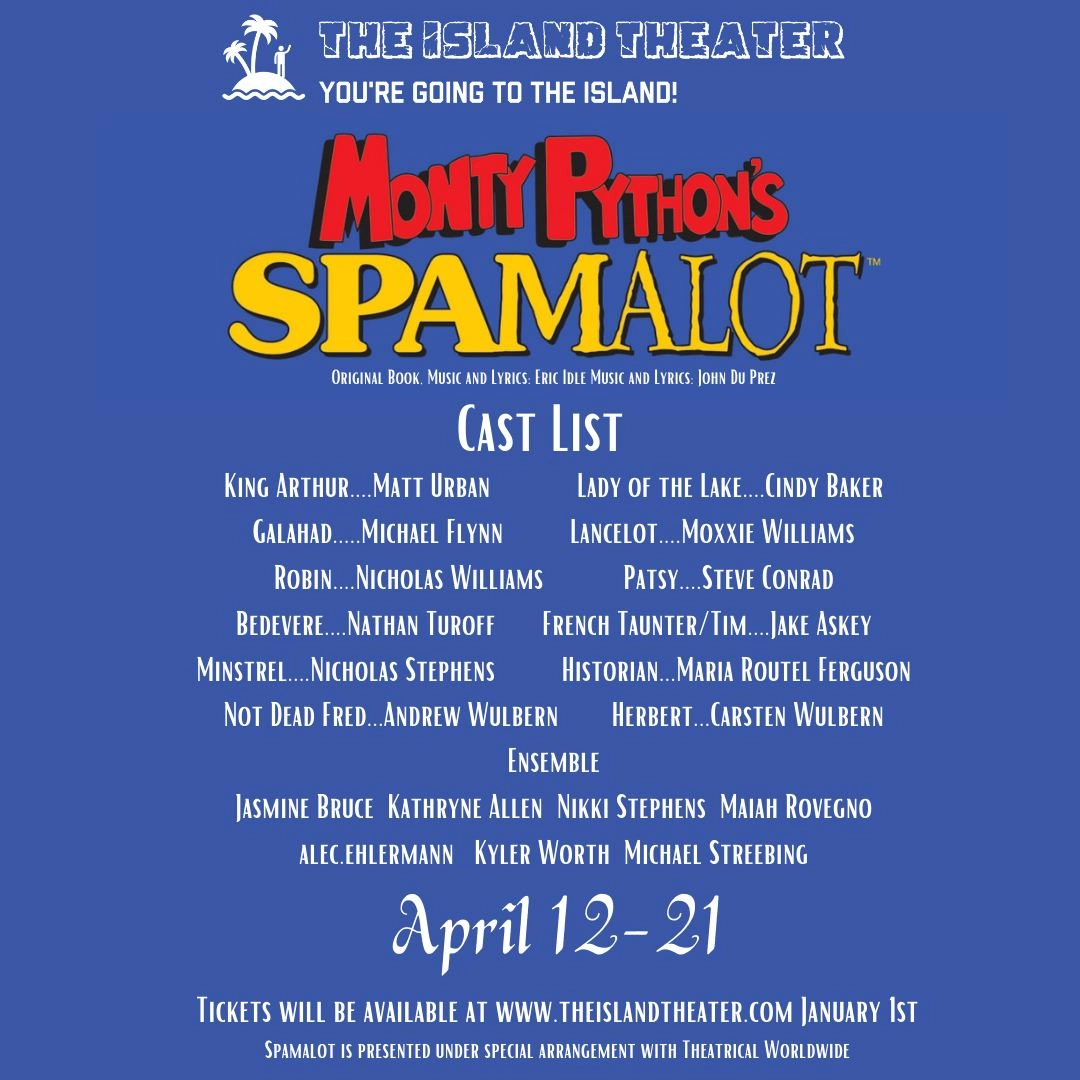 THE ISLAND THEATER
YOU'RE GOING TO THE ISLAND!
MONTY PYTHON'S
SPAMALOT™
Original Book, Music and Lyrics: Eric Idle Music and Lyrics: John Du Prez
Cast List
King Arthur....Matt Urban Lady of the Lake....Cindy Baker
Galahad.....Michael Flynn Lancelot....Moxxie Williams
Robin....Nicholas Williams Patsy....Steve Conrad
Bedevere....Nathan Turoff French Taunter/Tim....Jake Askey
Minstrel....Nicholas Stephens Historian...Maria Routel Ferguson
Not Dead Fred...Andrew Wulbern Herbert...Carsten Wulbern
Ensemble
Jasmine Bruce Kathryne Allen Nikki Stephens Maiah Rovegno
alec.ehlermann Kyler Worth Michael Streebing
April 12-21
Tickets will be available at www.theislandtheater.com January 1st
Spamalot is presented under special arrangement with Theatrical Worldwide